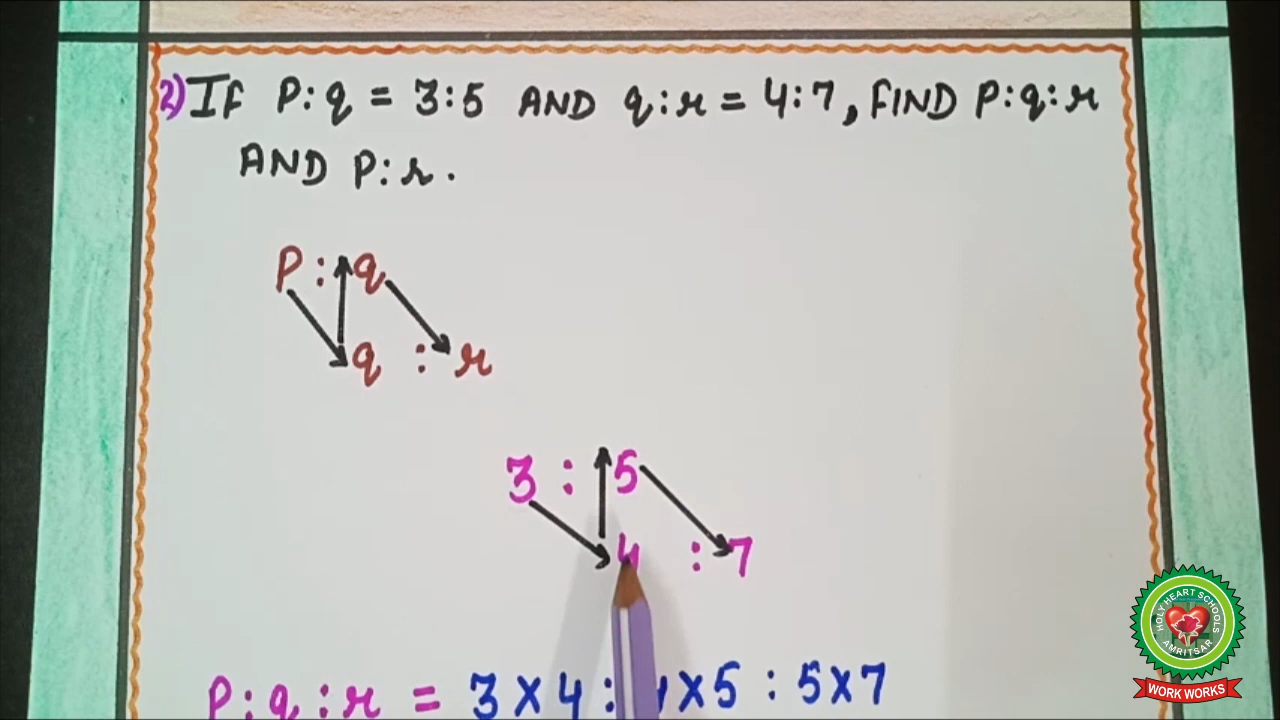 2) IF P:q = 3:5 AND q:r = 4:7, FIND P:q:r
AND P:r.
P : q
q : r
3 : 5
4 : 7
P:q:r = 3×4 : ×5 : 5×7
HOLY HEART SCHOOLS
AMRITSAR
WORK WORKS